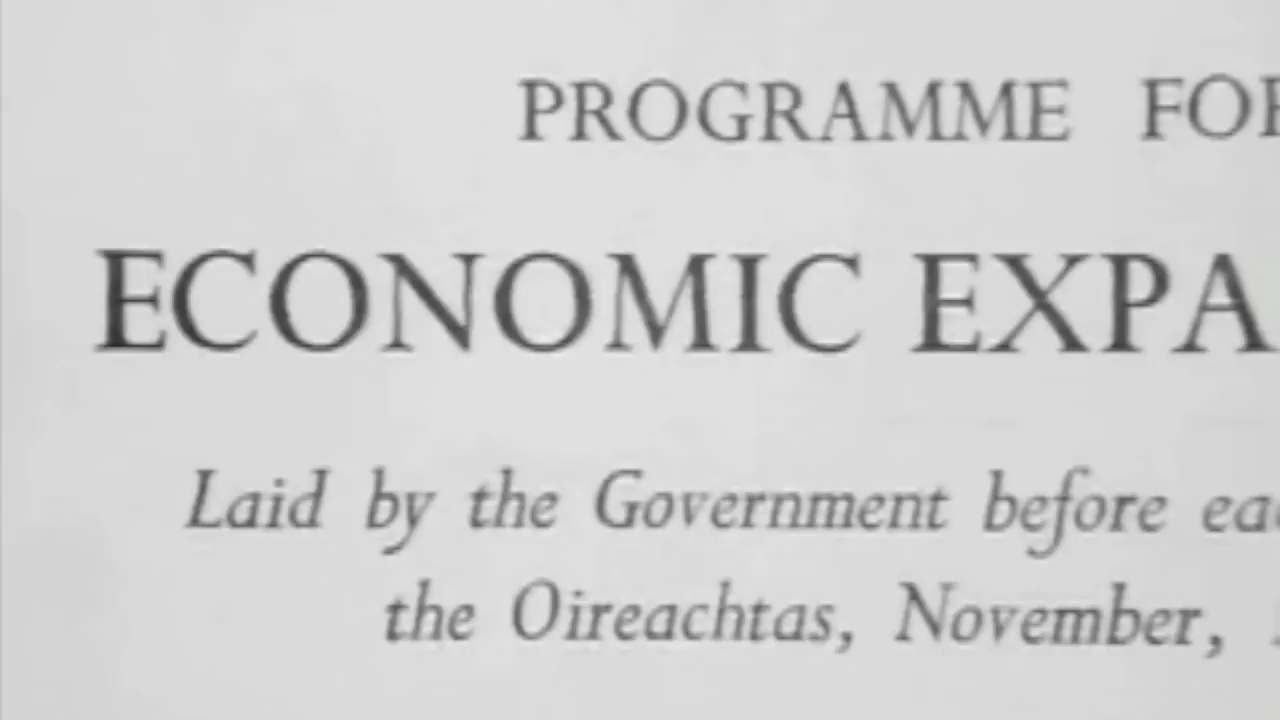 PROGRAMME FOR
ECONOMIC EXPA
Laid by the Government before ea
the Oireachtas, November,